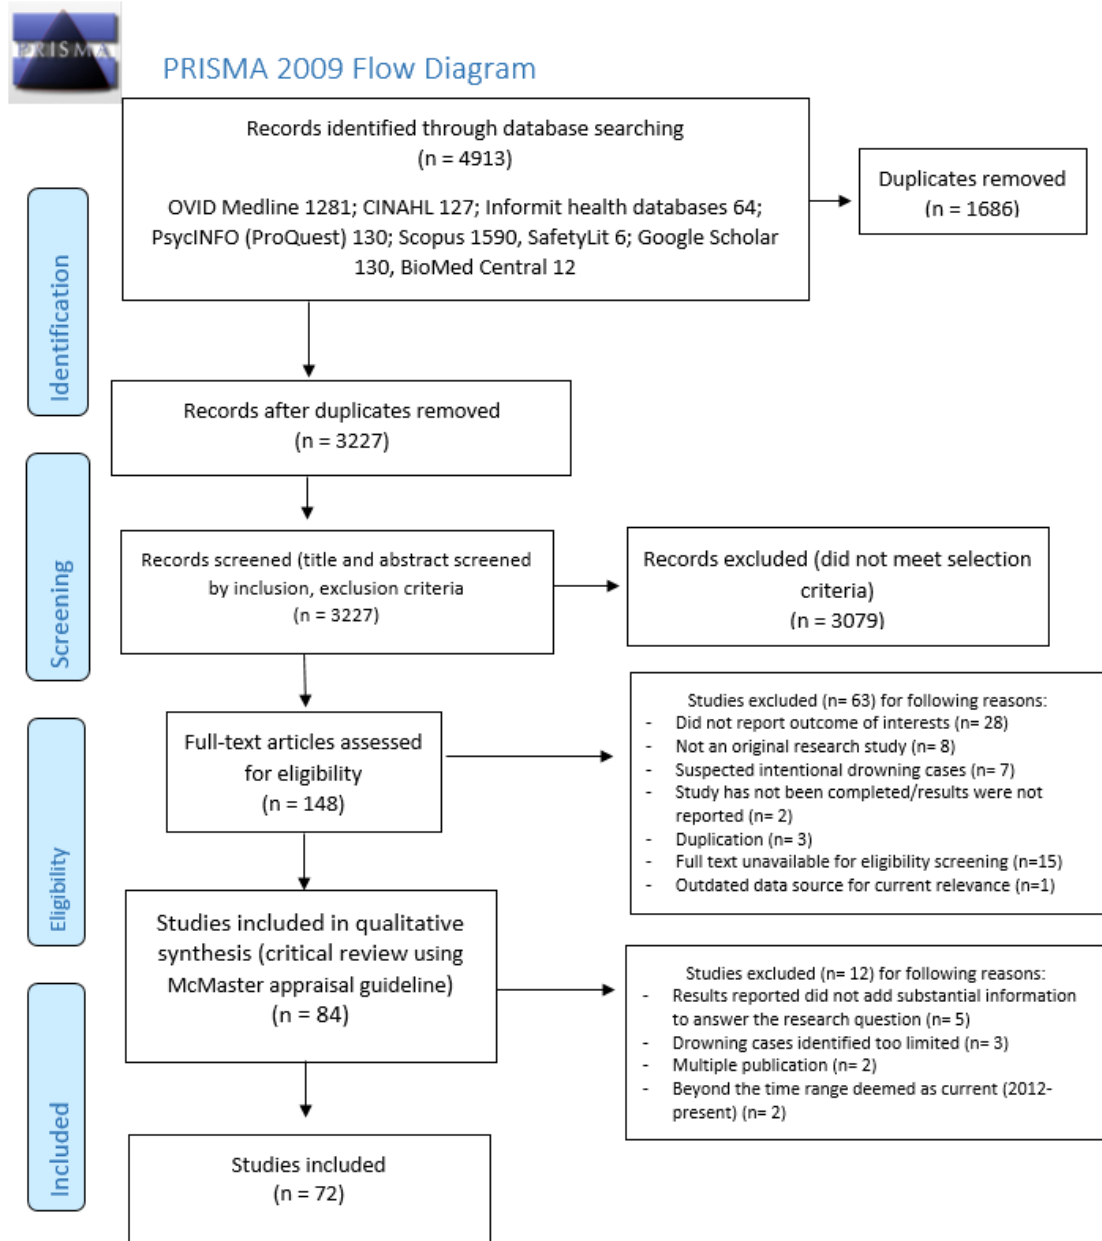 PRISMA
PRISMA 2009 Flow Diagram
Records identified through database searching
(n = 4913)
OVID Medline 1281; CINAHL 127; Informit health databases 64;
PsycINFO (ProQuest) 130; Scopus 1590, SafetyLit 6; Google Scholar
130, BioMed Central 12
Duplicates removed
(n = 1686)
Identification
Records after duplicates removed
(n = 3227)
Screening
Records screened (title and abstract screened
by inclusion, exclusion criteria
(n = 3227)
Records excluded (did not meet selection
criteria)
(n = 3079)
Eligibility
Full-text articles assessed
for eligibility
(n = 148)
Studies excluded (n= 63) for following reasons:
- Did not report outcome of interests (n= 28)
- Not an original research study (n= 8)
- Suspected intentional drowning cases (n= 7)
- Study has not been completed/results were not
reported (n= 2)
- Duplication (n= 3)
- Full text unavailable for eligibility screening (n=15)
- Outdated data source for current relevance (n=1)
Studies included in qualitative
synthesis (critical review using
McMaster appraisal guideline)
(n = 84)
Studies excluded (n= 12) for following reasons:
- Results reported did not add substantial information
to answer the research question (n= 5)
- Drowning cases identified too limited (n= 3)
- Multiple publication (n= 2)
- Beyond the time range deemed as current (2012-
present) (n= 2)
Included
Studies included
(n = 72)